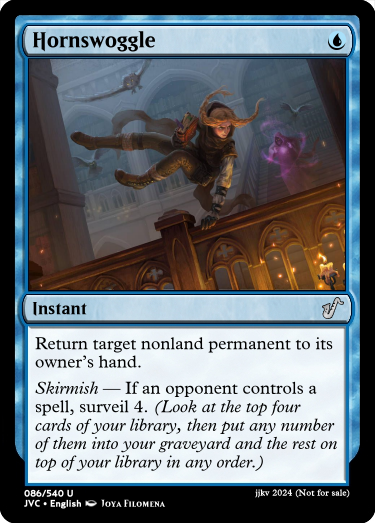 Hornswoggle
Instant
Return target nonland permanent to its
owner's hand.
Skirmish — If an opponent controls a
spell, surveil 4. (Look at the top four
cards of your library, then put any number
of them into your graveyard and the rest on
top of your library in any order.)
086/540 U
jjkv 2024 (Not for sale)
JVC • English Joya Filomena